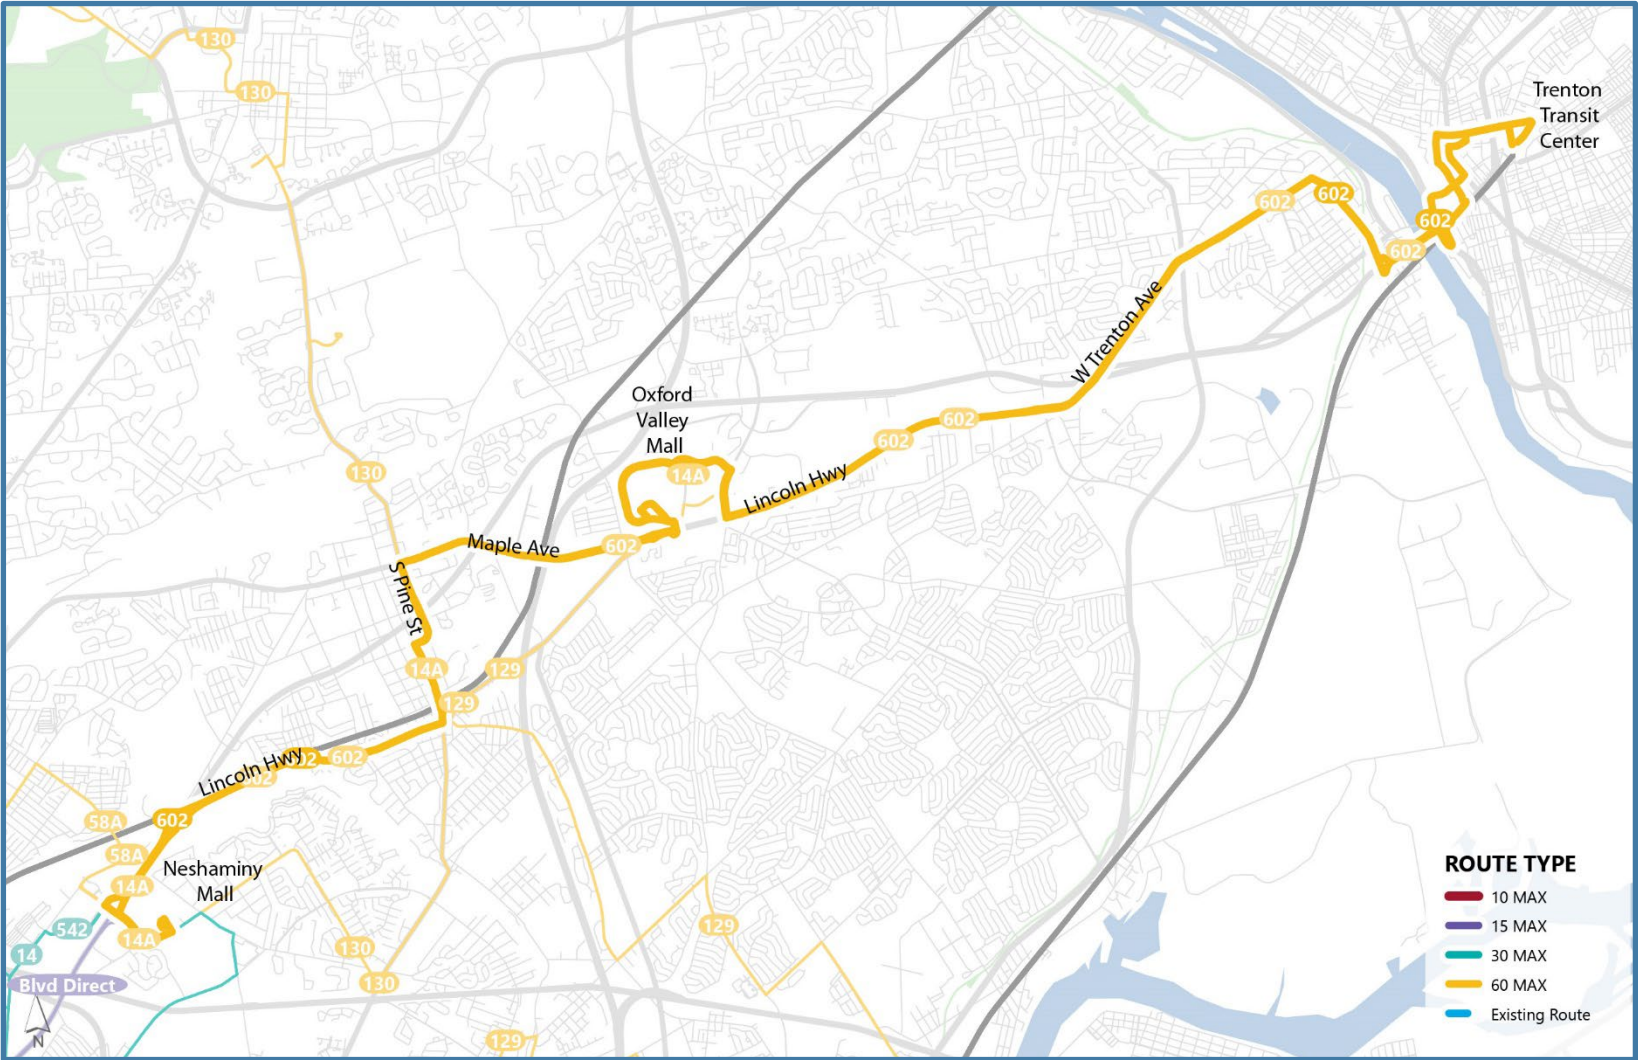 130
130
Trenton
Transit
Center
602
602
602
602
W Trenton Ave
Oxford
Valley
Mall
14A
Lincoln Hwy
602
602
130
Maple Ave
602
S Pine St
14A
129
129
Lincoln Hwy
602
58A
602
58A
Neshaminy
Mall
14A
542
14A
14
Blvd Direct
129
130
130
129
N
ROUTE TYPE
10 MAX
15 MAX
30 MAX
60 MAX
Existing Route